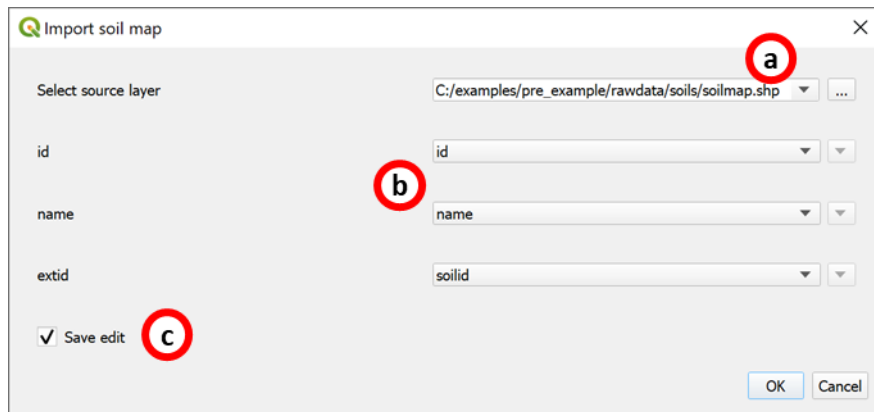 Import soil map
a
Select source layer C:/examples/pre_example/rawdata/soils/soilmap.shp ...
id id
b
name name
extid soilid
Save edit c
OK Cancel